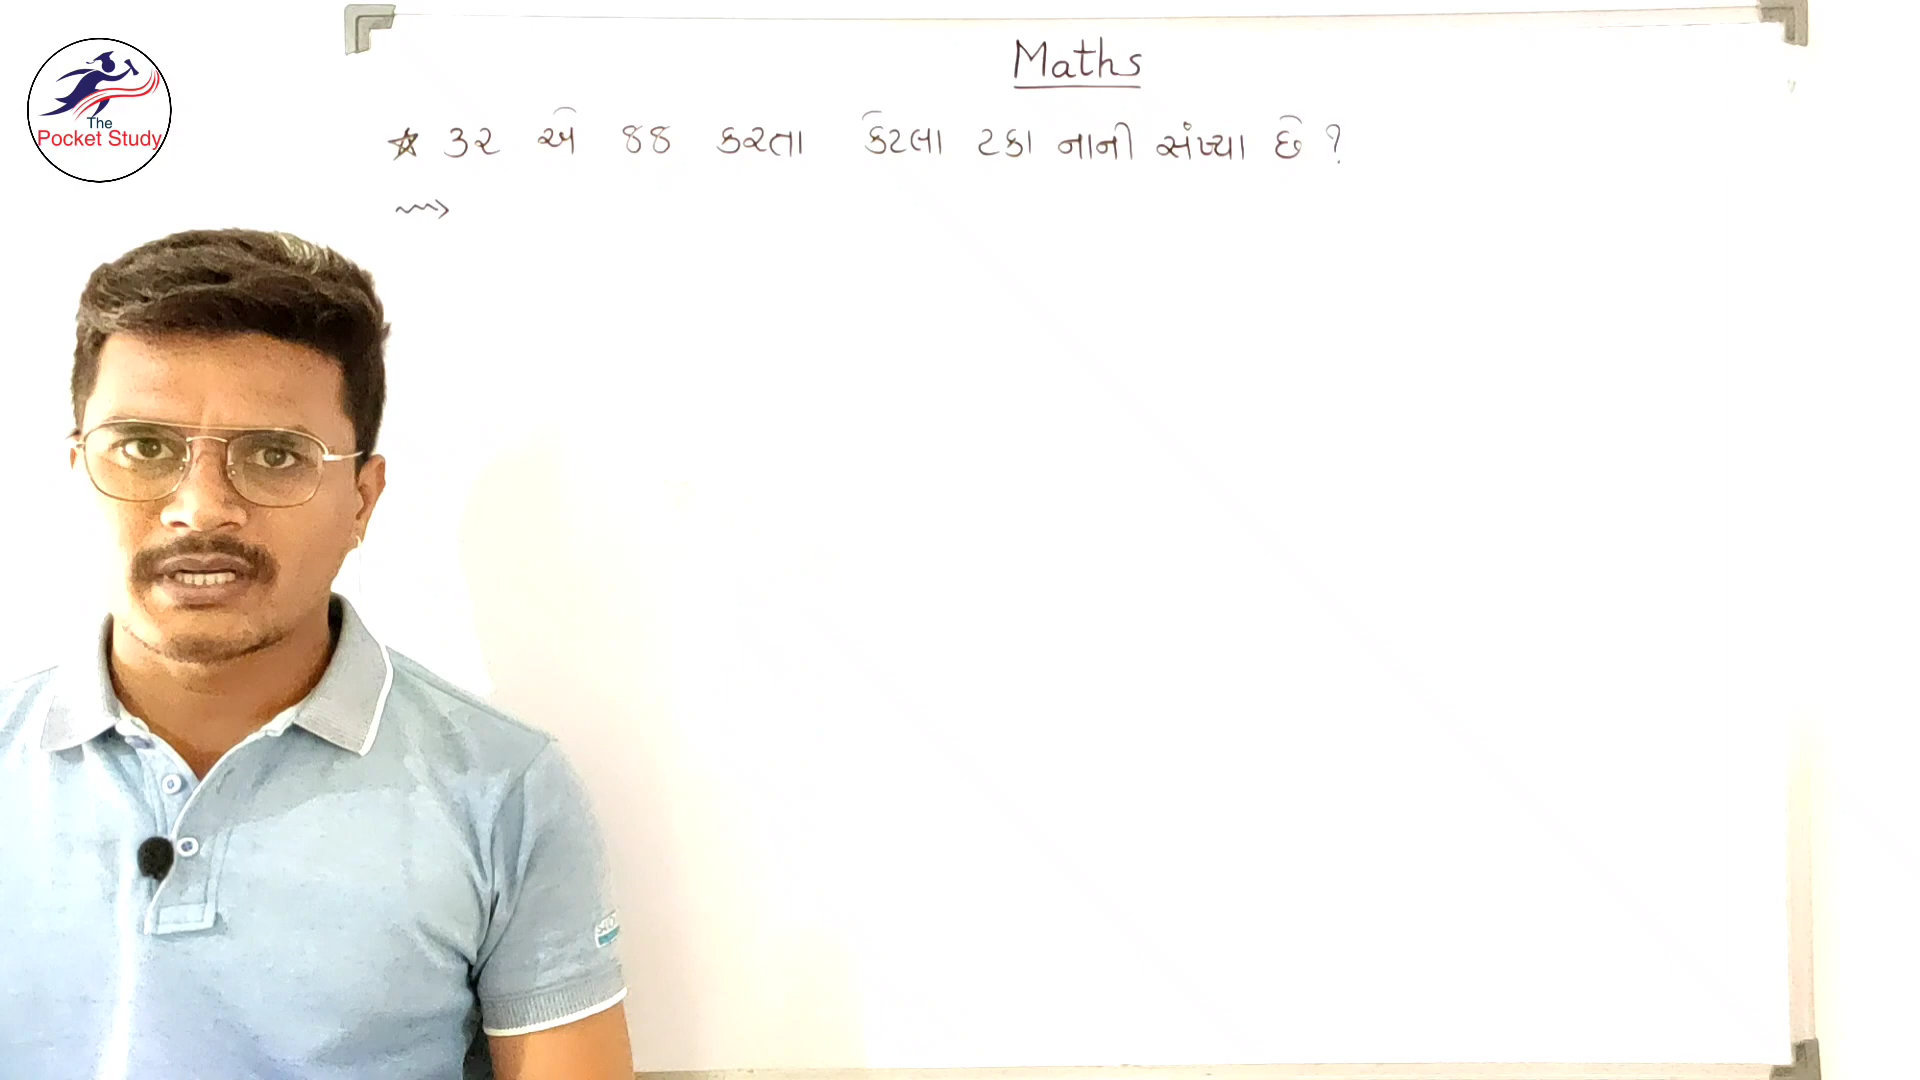 The
Pocket Study
Maths
☆ ૩૨ એ ૪૪ કરતા કેટલા ટકા નાની સંખ્યા છે ?